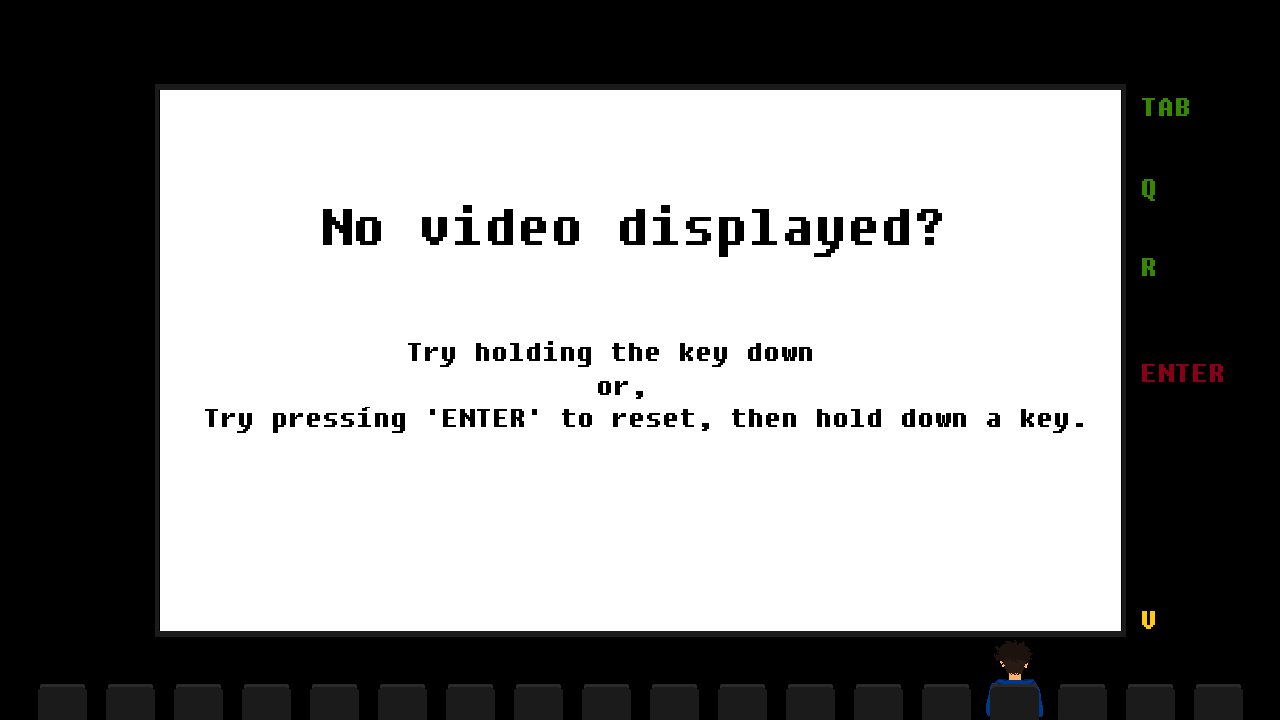 TAB
Q
No video displayed?
R
Try holding the key down
ENTER
or,
Try pressíng 'ENTER' to reset, then hold down a key.
V